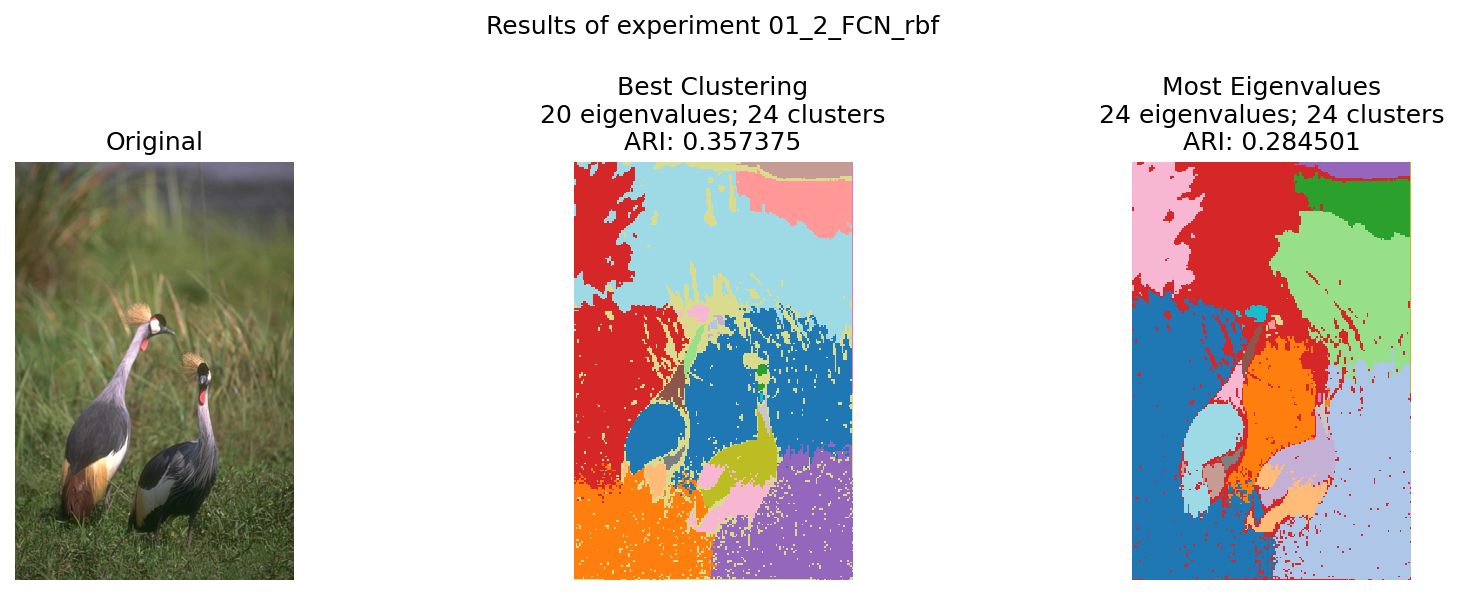 Results of experiment 01_2_FCN_rbf
Original
Best Clustering
20 eigenvalues; 24 clusters
ARI: 0.357375
Most Eigenvalues
24 eigenvalues; 24 clusters
ARI: 0.284501